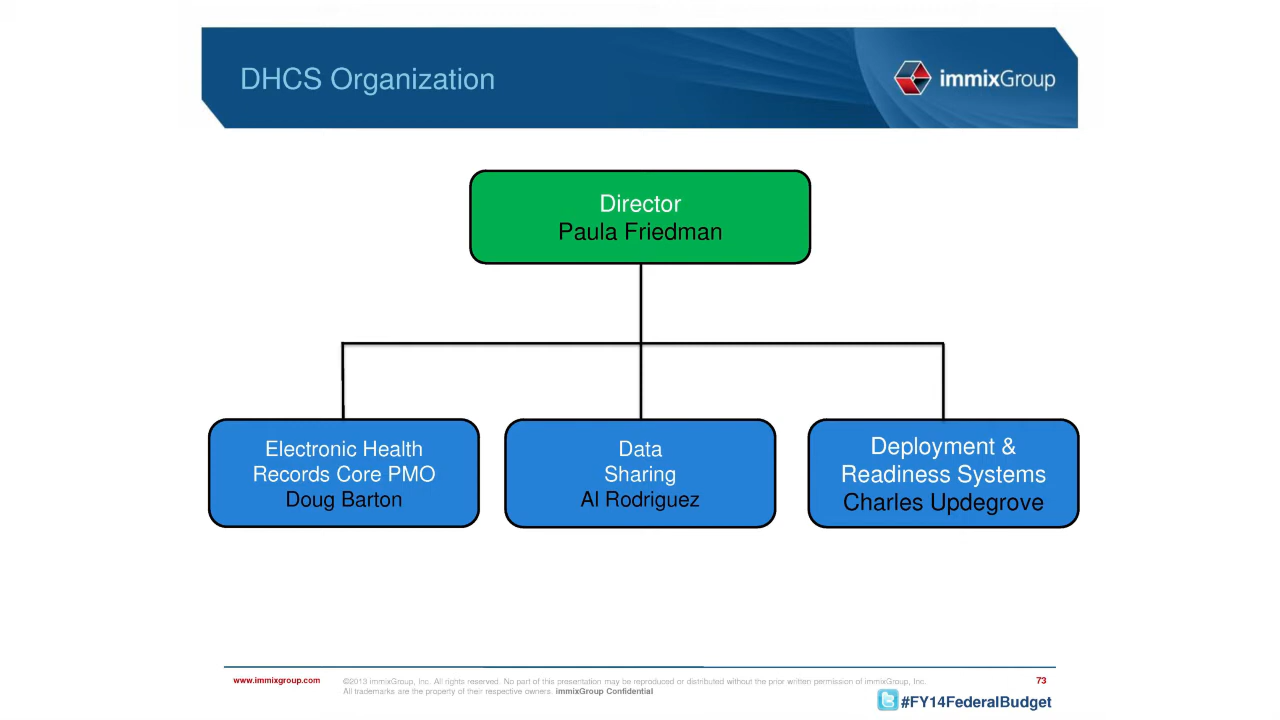 DHCS Organization
immixGroup
Director
Paula Friedman
Electronic Health
Records Core PMO
Doug Barton
Data
Sharing
Al Rodriguez
Deployment &
Readiness Systems
Charles Updegrove
www.immixgroup.com
©2013 immixGroup, Inc. All rights reserved. No part of this presentation may be reproduced or distributed without the prior written permission of immixGroup, Inc.
All trademarks are the property of their respective owners. immixGroup Confidential
73
#FY14FederalBudget